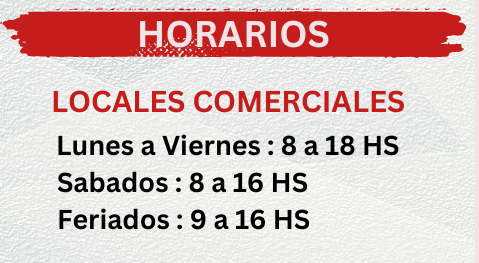 HORARIOS
LOCALES COMERCIALES
Lunes a Viernes : 8 a 18 HS
Sabados : 8 a 16 HS
Feriados : 9 a 16 HS